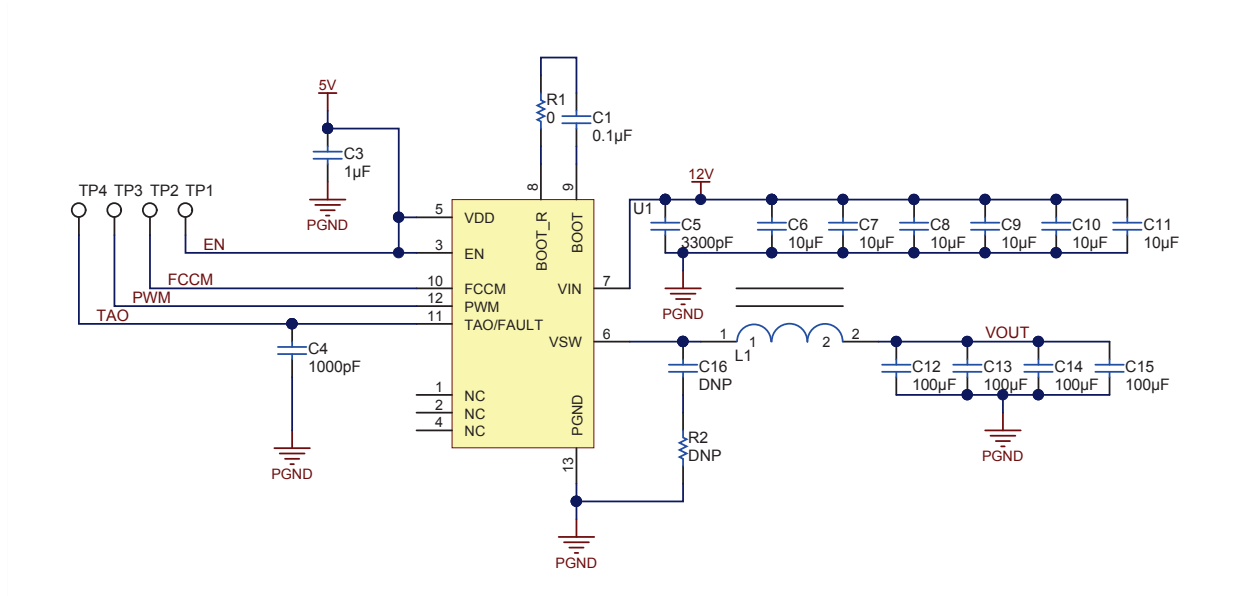 5V
R1
0
C1
0.1µF
C3
1µF
PGND
TP4 TP3 TP2 TP1
8
9
12V
U1
5
VDD
BOOT_R
BOOT
EN
3
EN
C5
3300pF
C6
10µF
C7
10µF
C8
10µF
C9
10µF
C10
10µF
C11
10µF
FCCM
10
FCCM
VIN
7
PWM
12
PWM
PGND
TAO
11
TAO/FAULT
VSW
6
1
1
2
2
L1
VOUT
C4
1000pF
C16
DNP
C12
100µF
C13
100µF
C14
100µF
C15
100µF
1
NC
2
NC
4
NC
PGND
R2
DNP
PGND
PGND
13
PGND